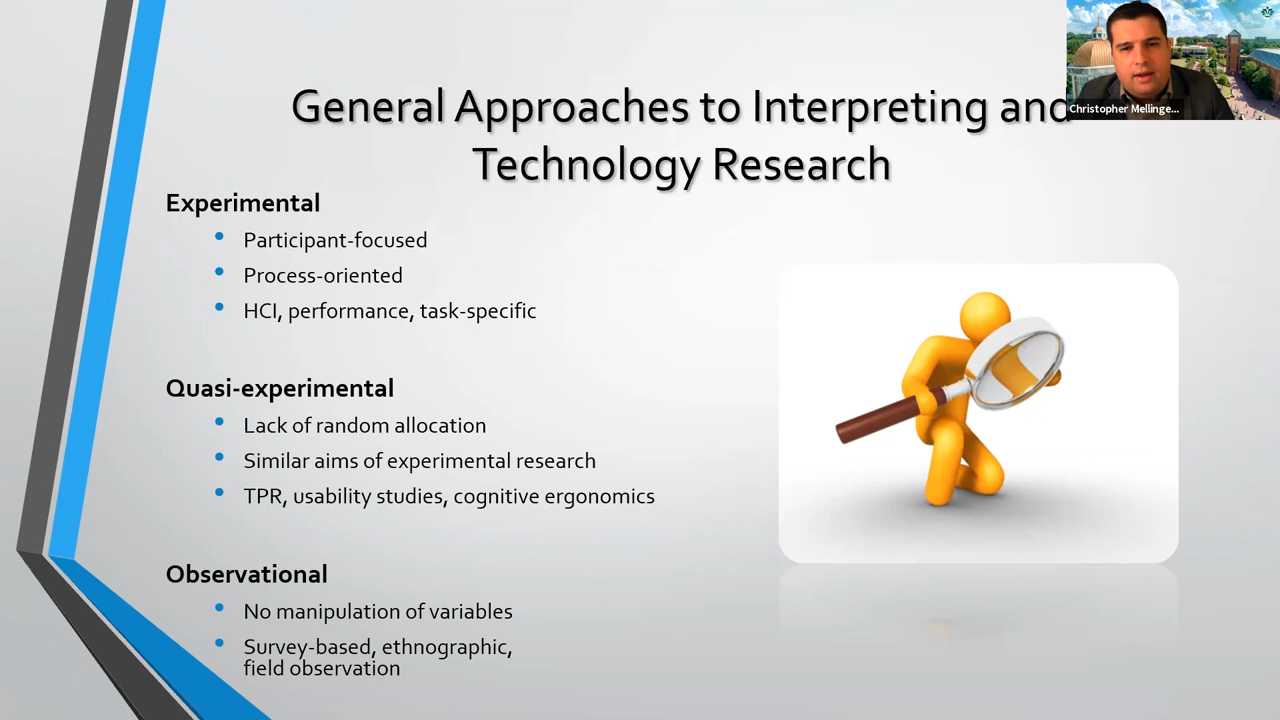 General Approaches to Interpreting and
Technology Research
Christopher Mellinge...
Experimental
Participant-focused
Process-oriented
HCI, performance, task-specific
Quasi-experimental
Lack of random allocation
Similar aims of experimental research
TPR, usability studies, cognitive ergonomics
Observational
No manipulation of variables
Survey-based, ethnographic,
field observation